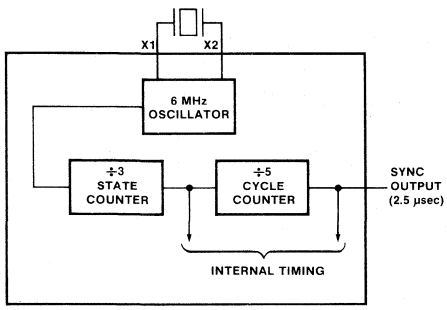 X1 X2
6 MHz
OSCILLATOR
÷3
STATE
COUNTER
÷5
CYCLE
COUNTER
SYNC
OUTPUT
(2.5 μsec)
INTERNAL TIMING